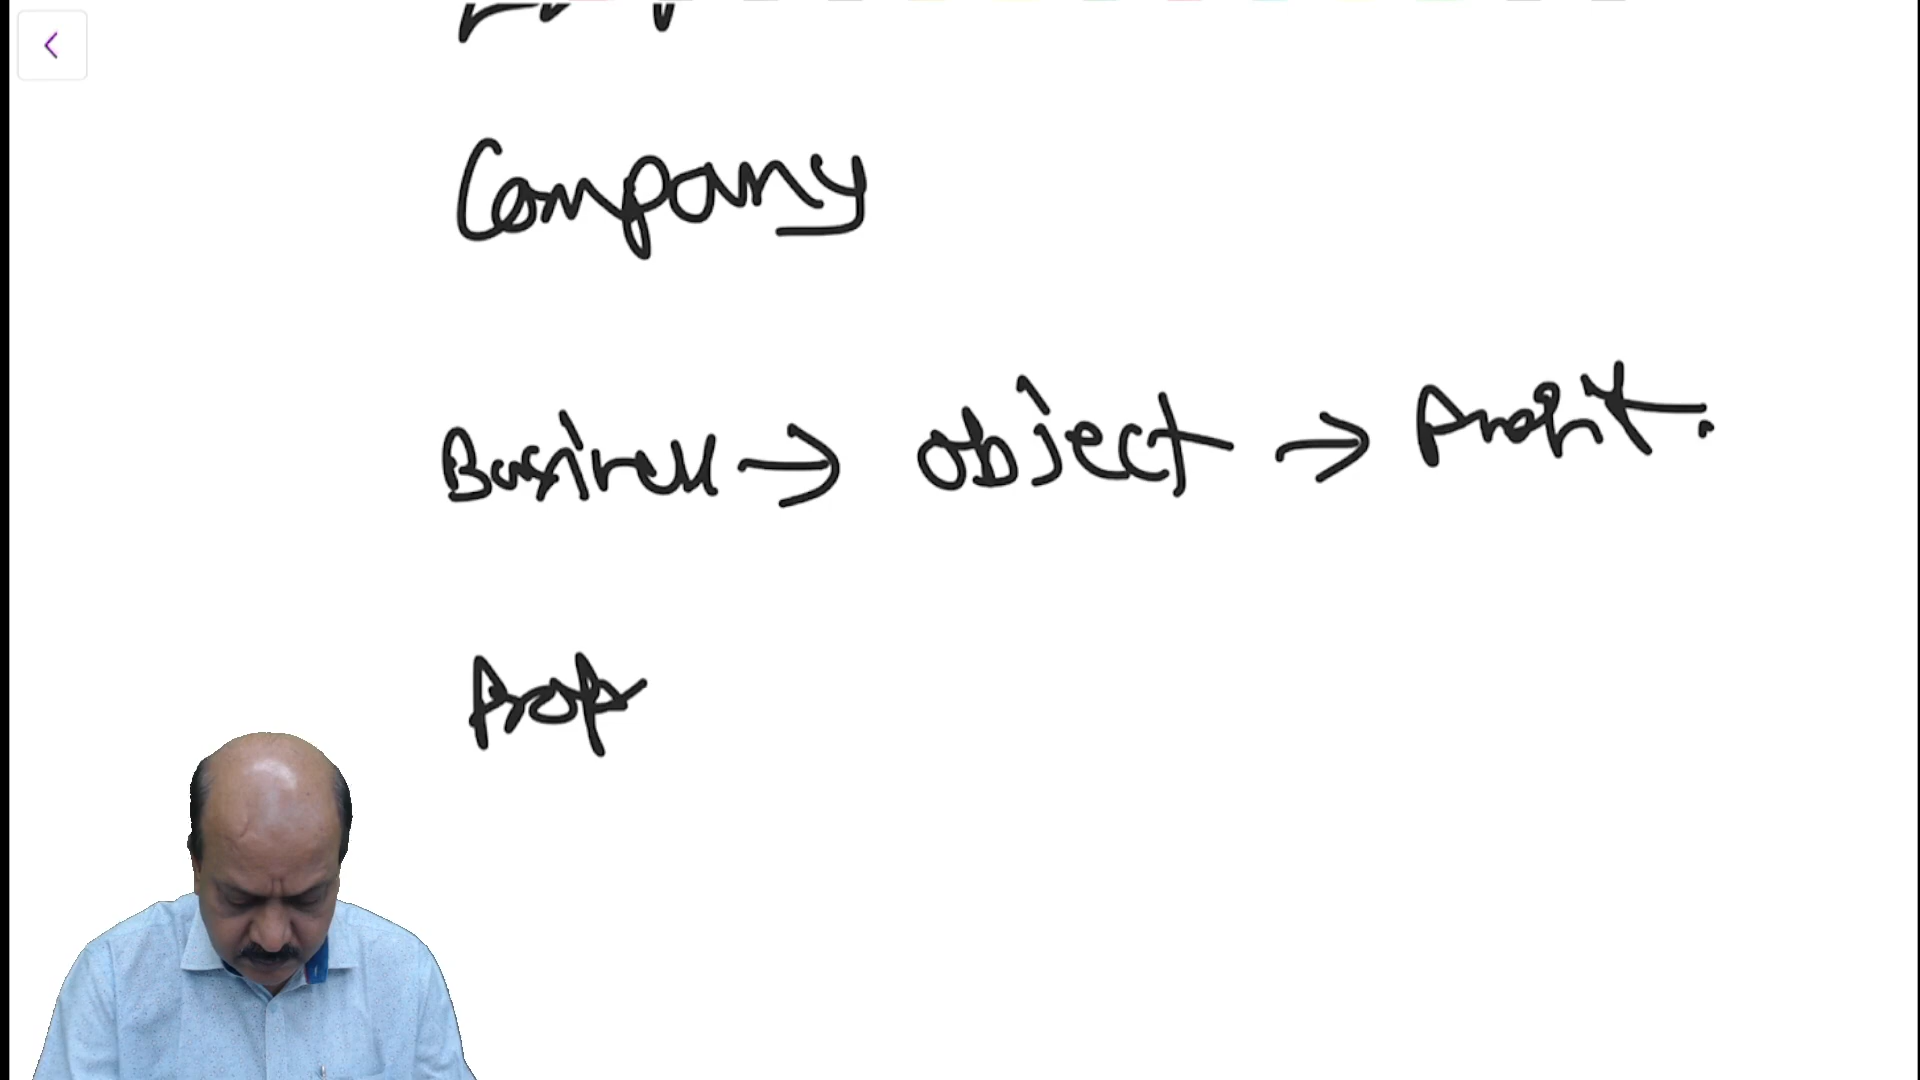 Company
Business → object → Profit.
Prop